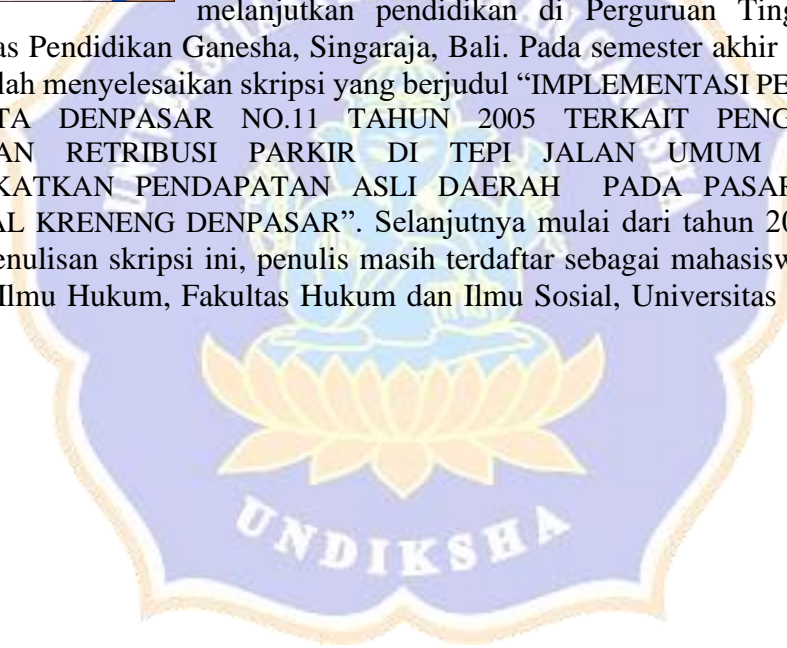 melanjutkan pendidikan di Perguruan Ting
as Pendidikan Ganesha, Singaraja, Bali. Pada semester akhir
lah menyelesaikan skripsi yang berjudul “IMPLEMENTASI PE
TA DENPASAR NO.11 TAHUN 2005 TERKAIT PENG
AN RETRIBUSI PARKIR DI TEPI JALAN UMUM
KATKAN PENDAPATAN ASLI DAERAH PADA PASAR
AL KRENENG DENPASAR”. Selanjutnya mulai dari tahun 20
enulisan skripsi ini, penulis masih terdaftar sebagai mahasisw
Ilmu Hukum, Fakultas Hukum dan Ilmu Sosial, Universitas
UNDIKSHA